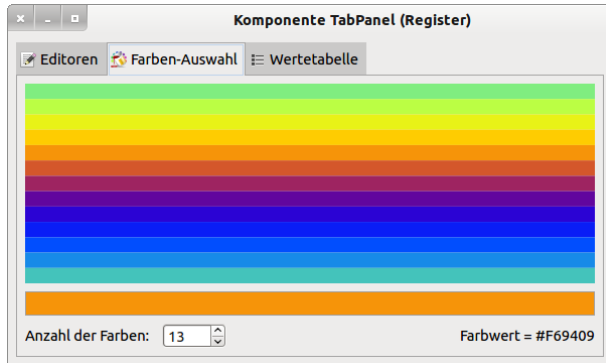 Komponente TabPanel (Register)
Editoren Farben-Auswahl Wertetabelle
Anzahl der Farben: 13 Farbwert = #F69409